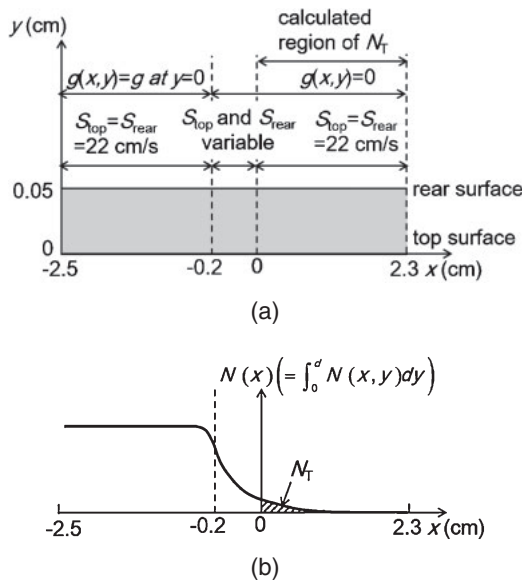 y (cm)
calculated
region of N_T
g(x,y)=g at y=0
g(x,y)=0
S_top=S_rear
=22 cm/s
S_top and S_rear
variable
S_top=S_rear
=22 cm/s
0.05
rear surface
0
top surface
-2.5
-0.2
0
2.3 x (cm)
(a)
N (x) (= ∫_0^d N (x, y)dy)
N_T
-2.5
-0.2
0
2.3 x (cm)
(b)